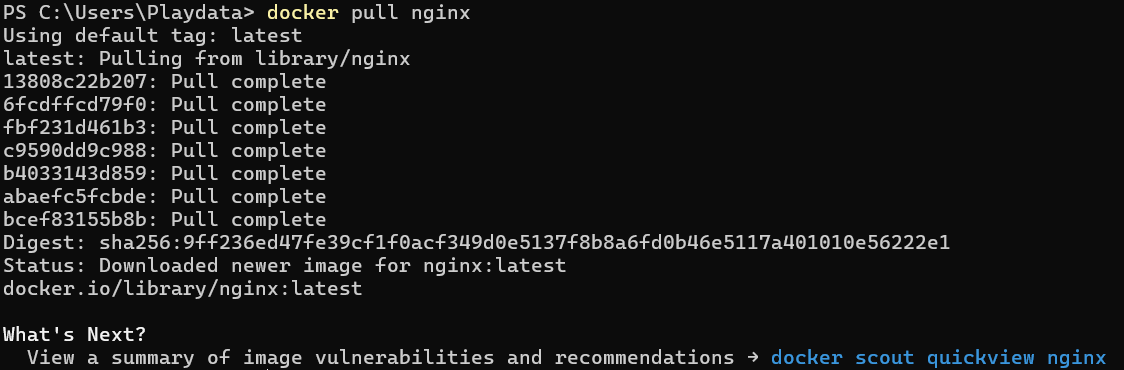 PS C:\Users\Playdata> docker pull nginx
Using default tag: latest
latest: Pulling from library/nginx
13808c22b207: Pull complete
6fcdffcd79f0: Pull complete
fbf231d461b3: Pull complete
c9590dd9c988: Pull complete
b4033143d859: Pull complete
abaefc5fcbde: Pull complete
bcef83155b8b: Pull complete
Digest: sha256:9ff236ed47fe39cf1f0acf349d0e5137f8b8a6fd0b46e5117a401010e56222e1
Status: Downloaded newer image for nginx:latest
docker.io/library/nginx:latest
What's Next?
View a summary of image vulnerabilities and recommendations → docker scout quickview nginx